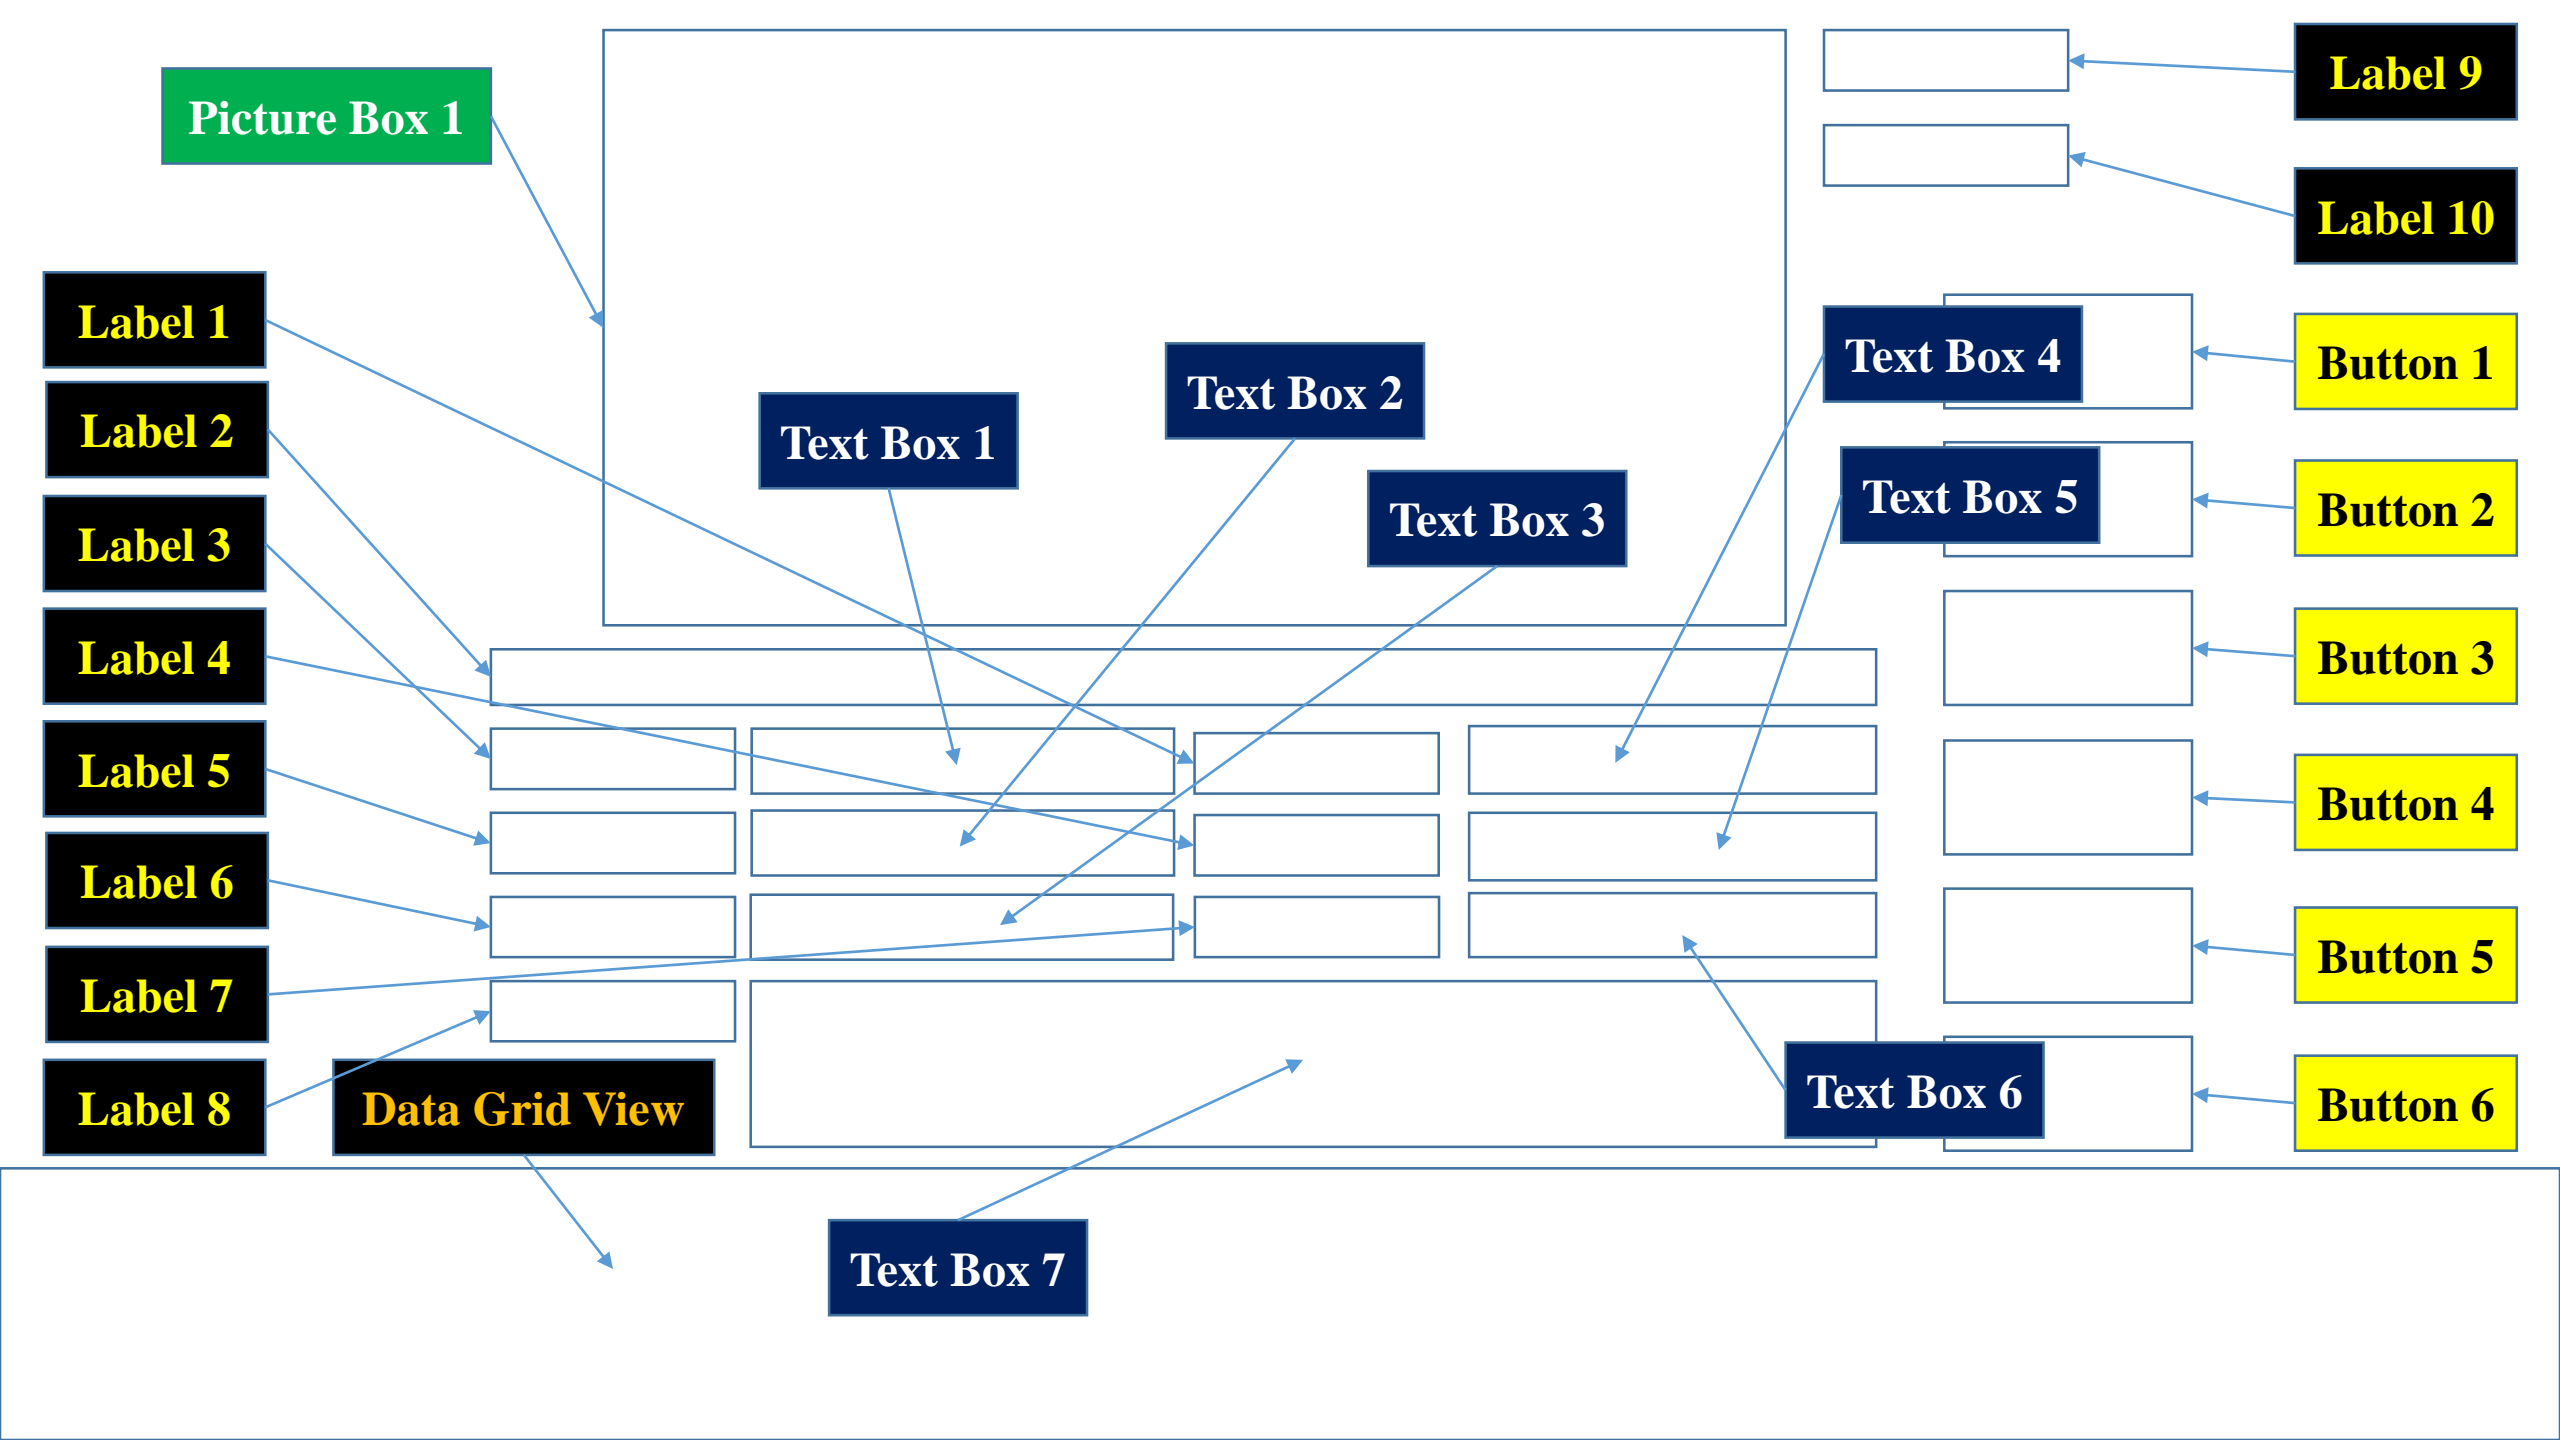 Picture Box 1
Label 9
Label 10
Label 1
Label 2
Label 3
Label 4
Label 5
Label 6
Label 7
Label 8
Text Box 1
Text Box 2
Text Box 3
Text Box 4
Text Box 5
Button 1
Button 2
Button 3
Button 4
Button 5
Button 6
Text Box 6
Data Grid View
Text Box 7